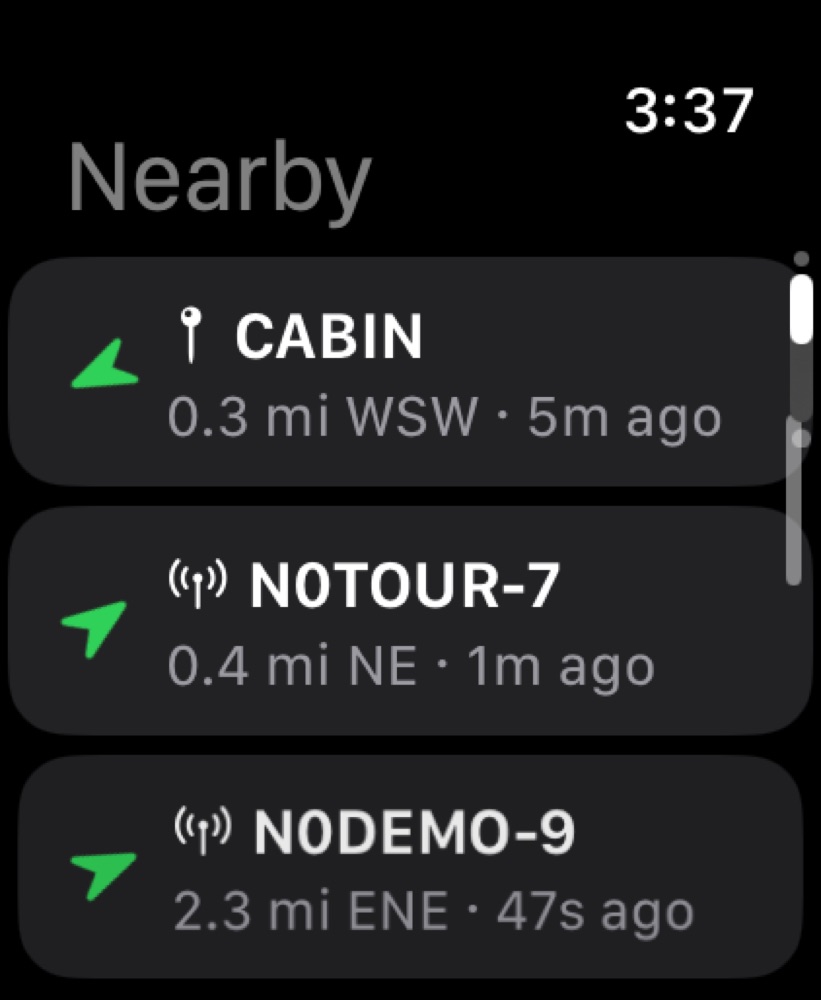 3:37
Nearby
CABIN
0.3 mi WSW · 5m ago
N0TOUR-7
0.4 mi NE · 1m ago
N0DEMO-9
2.3 mi ENE · 47s ago